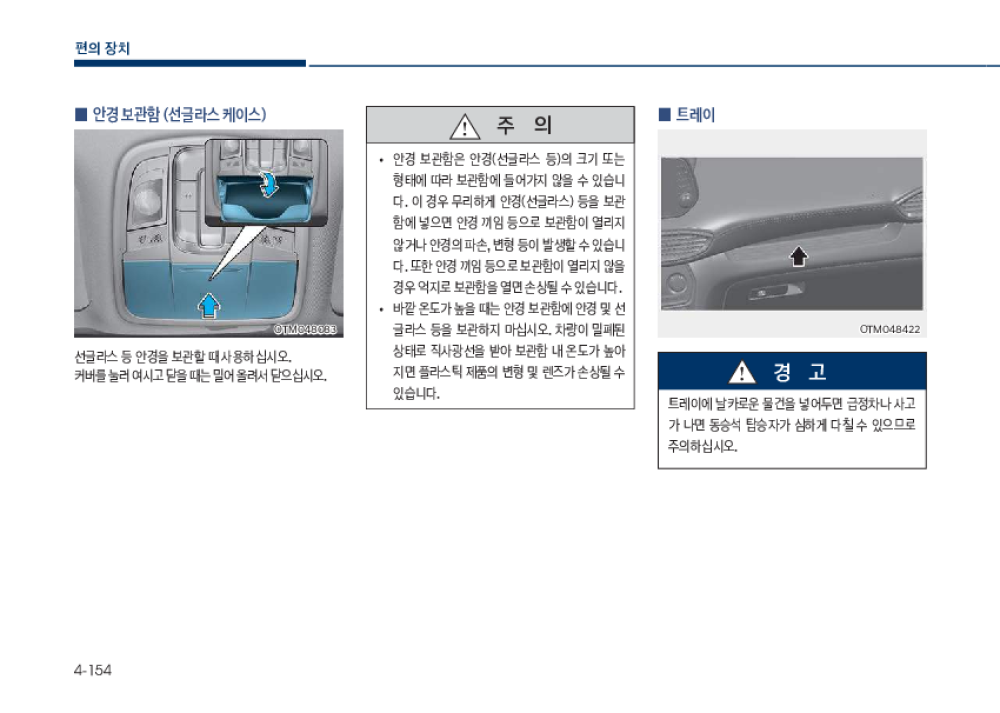 편의 장치
■ 안경 보관함 (선글라스 케이스)
OTM048083
선글라스 등 안경을 보관할 때 사용하십시오.
커버를 눌러 여시고 닫을 때는 밀어 올려서 닫으십시오.
주 의
• 안경 보관함은 안경(선글라스 등)의 크기 또는
형태에 따라 보관함에 들어가지 않을 수 있습니
다. 이 경우 무리하게 안경(선글라스) 등을 보관
함에 넣으면 안경 끼임 등으로 보관함이 열리지
않거나 안경의 파손, 변형 등이 발생할 수 있습니
다. 또한 안경 끼임 등으로 보관함이 열리지 않을
경우 억지로 보관함을 열면 손상될 수 있습니다.
• 바깥 온도가 높을 때는 안경 보관함에 안경 및 선
글라스 등을 보관하지 마십시오. 차량이 밀폐된
상태로 직사광선을 받아 보관함 내 온도가 높아
지면 플라스틱 제품의 변형 및 렌즈가 손상될 수
있습니다.
■ 트레이
OTM048422
경 고
트레이에 날카로운 물건을 넣어두면 급정차나 사고
가 나면 동승석 탑승자가 심하게 다칠 수 있으므로
주의하십시오.
4-154